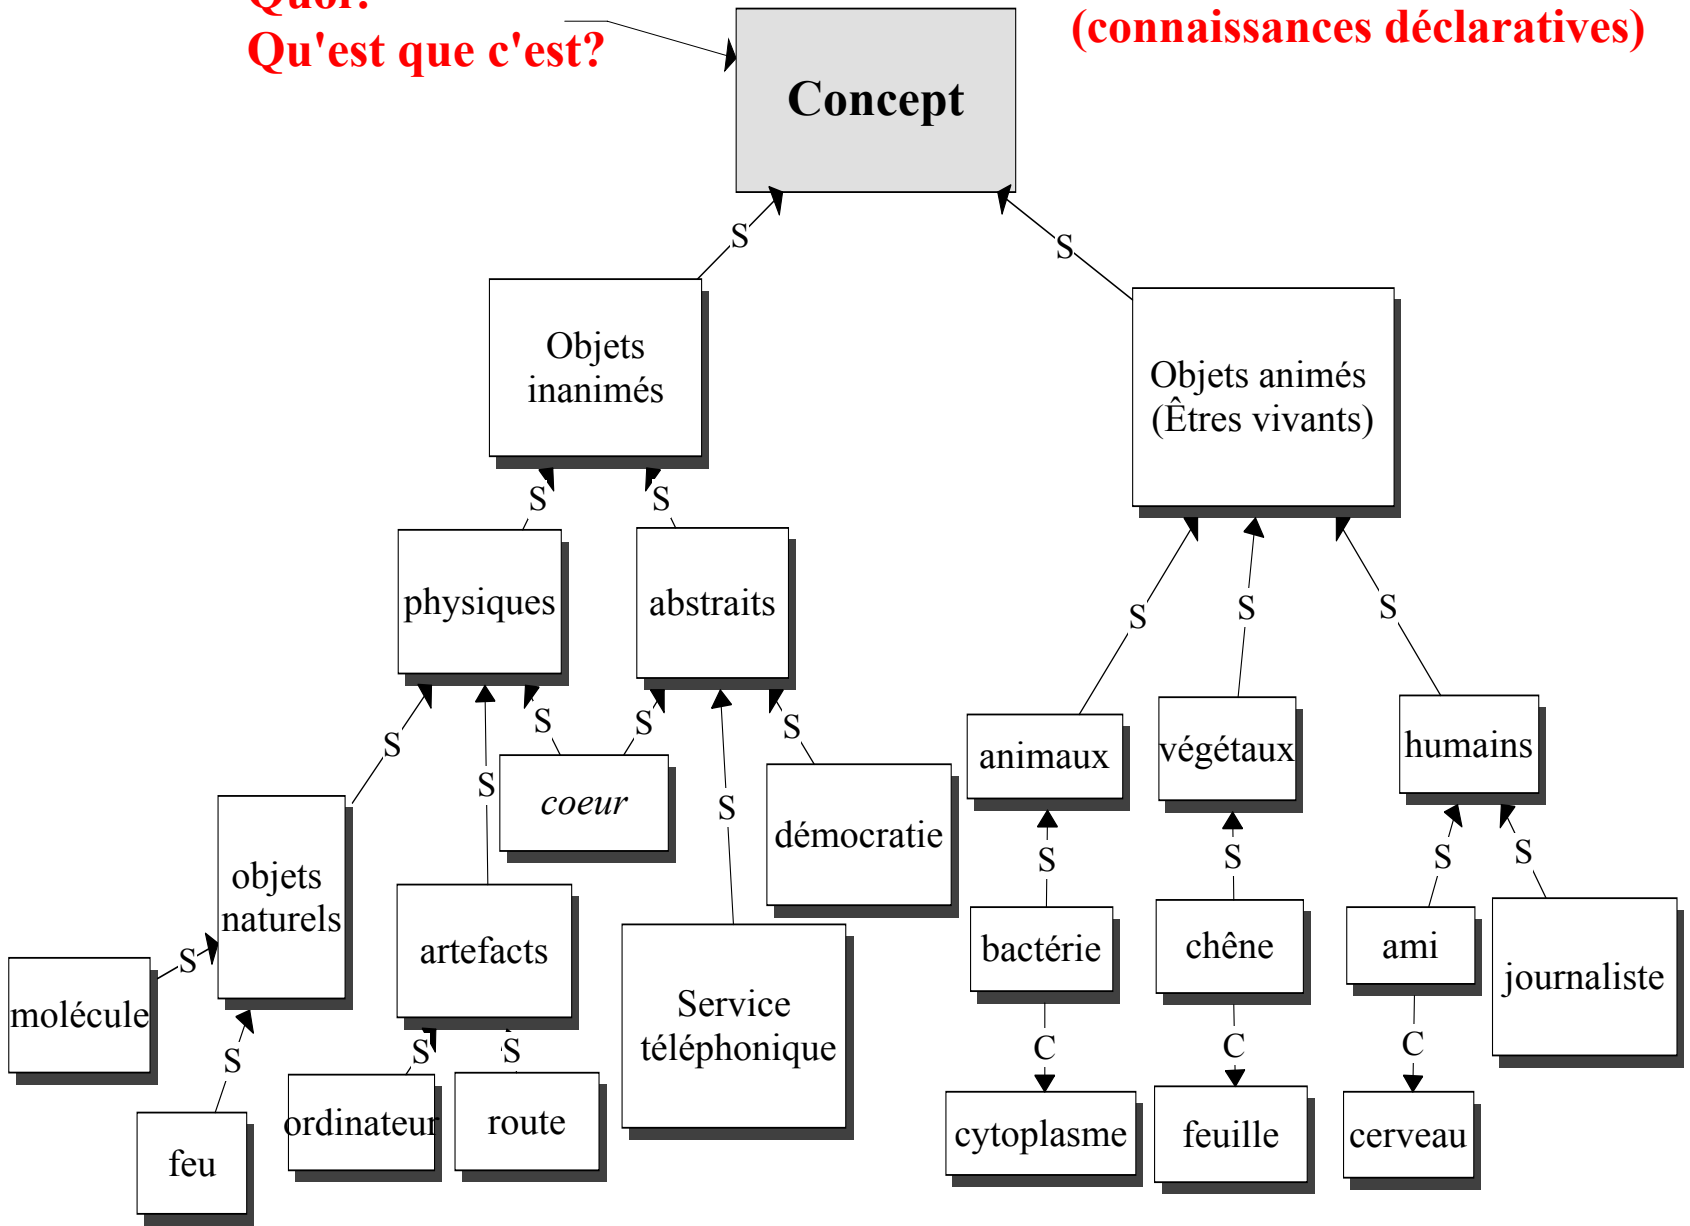 Quoi?
Qu'est que c'est?
(connaissances déclaratives)
Concept
S
S
Objets
inanimés
Objets animés
(Êtres vivants)
S
S
physiques
abstraits
S
S
S
animaux
végétaux
humains
S
S
S
S
S
S
coeur
démocratie
objets
naturels
artefacts
Service
téléphonique
S
S
S
S
bactérie
chêne
ami
journaliste
S
molécule
S
feu
S
S
ordinateur
route
C
C
C
cytoplasme
feuille
cerveau